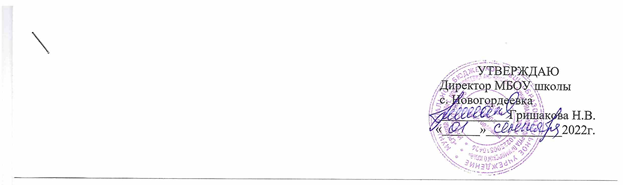 УТВЕРЖДАЮ
Директор МБОУ школы
с. Новогордеевка
Гришакова Н.В.
« 01 » сентября 2022г.